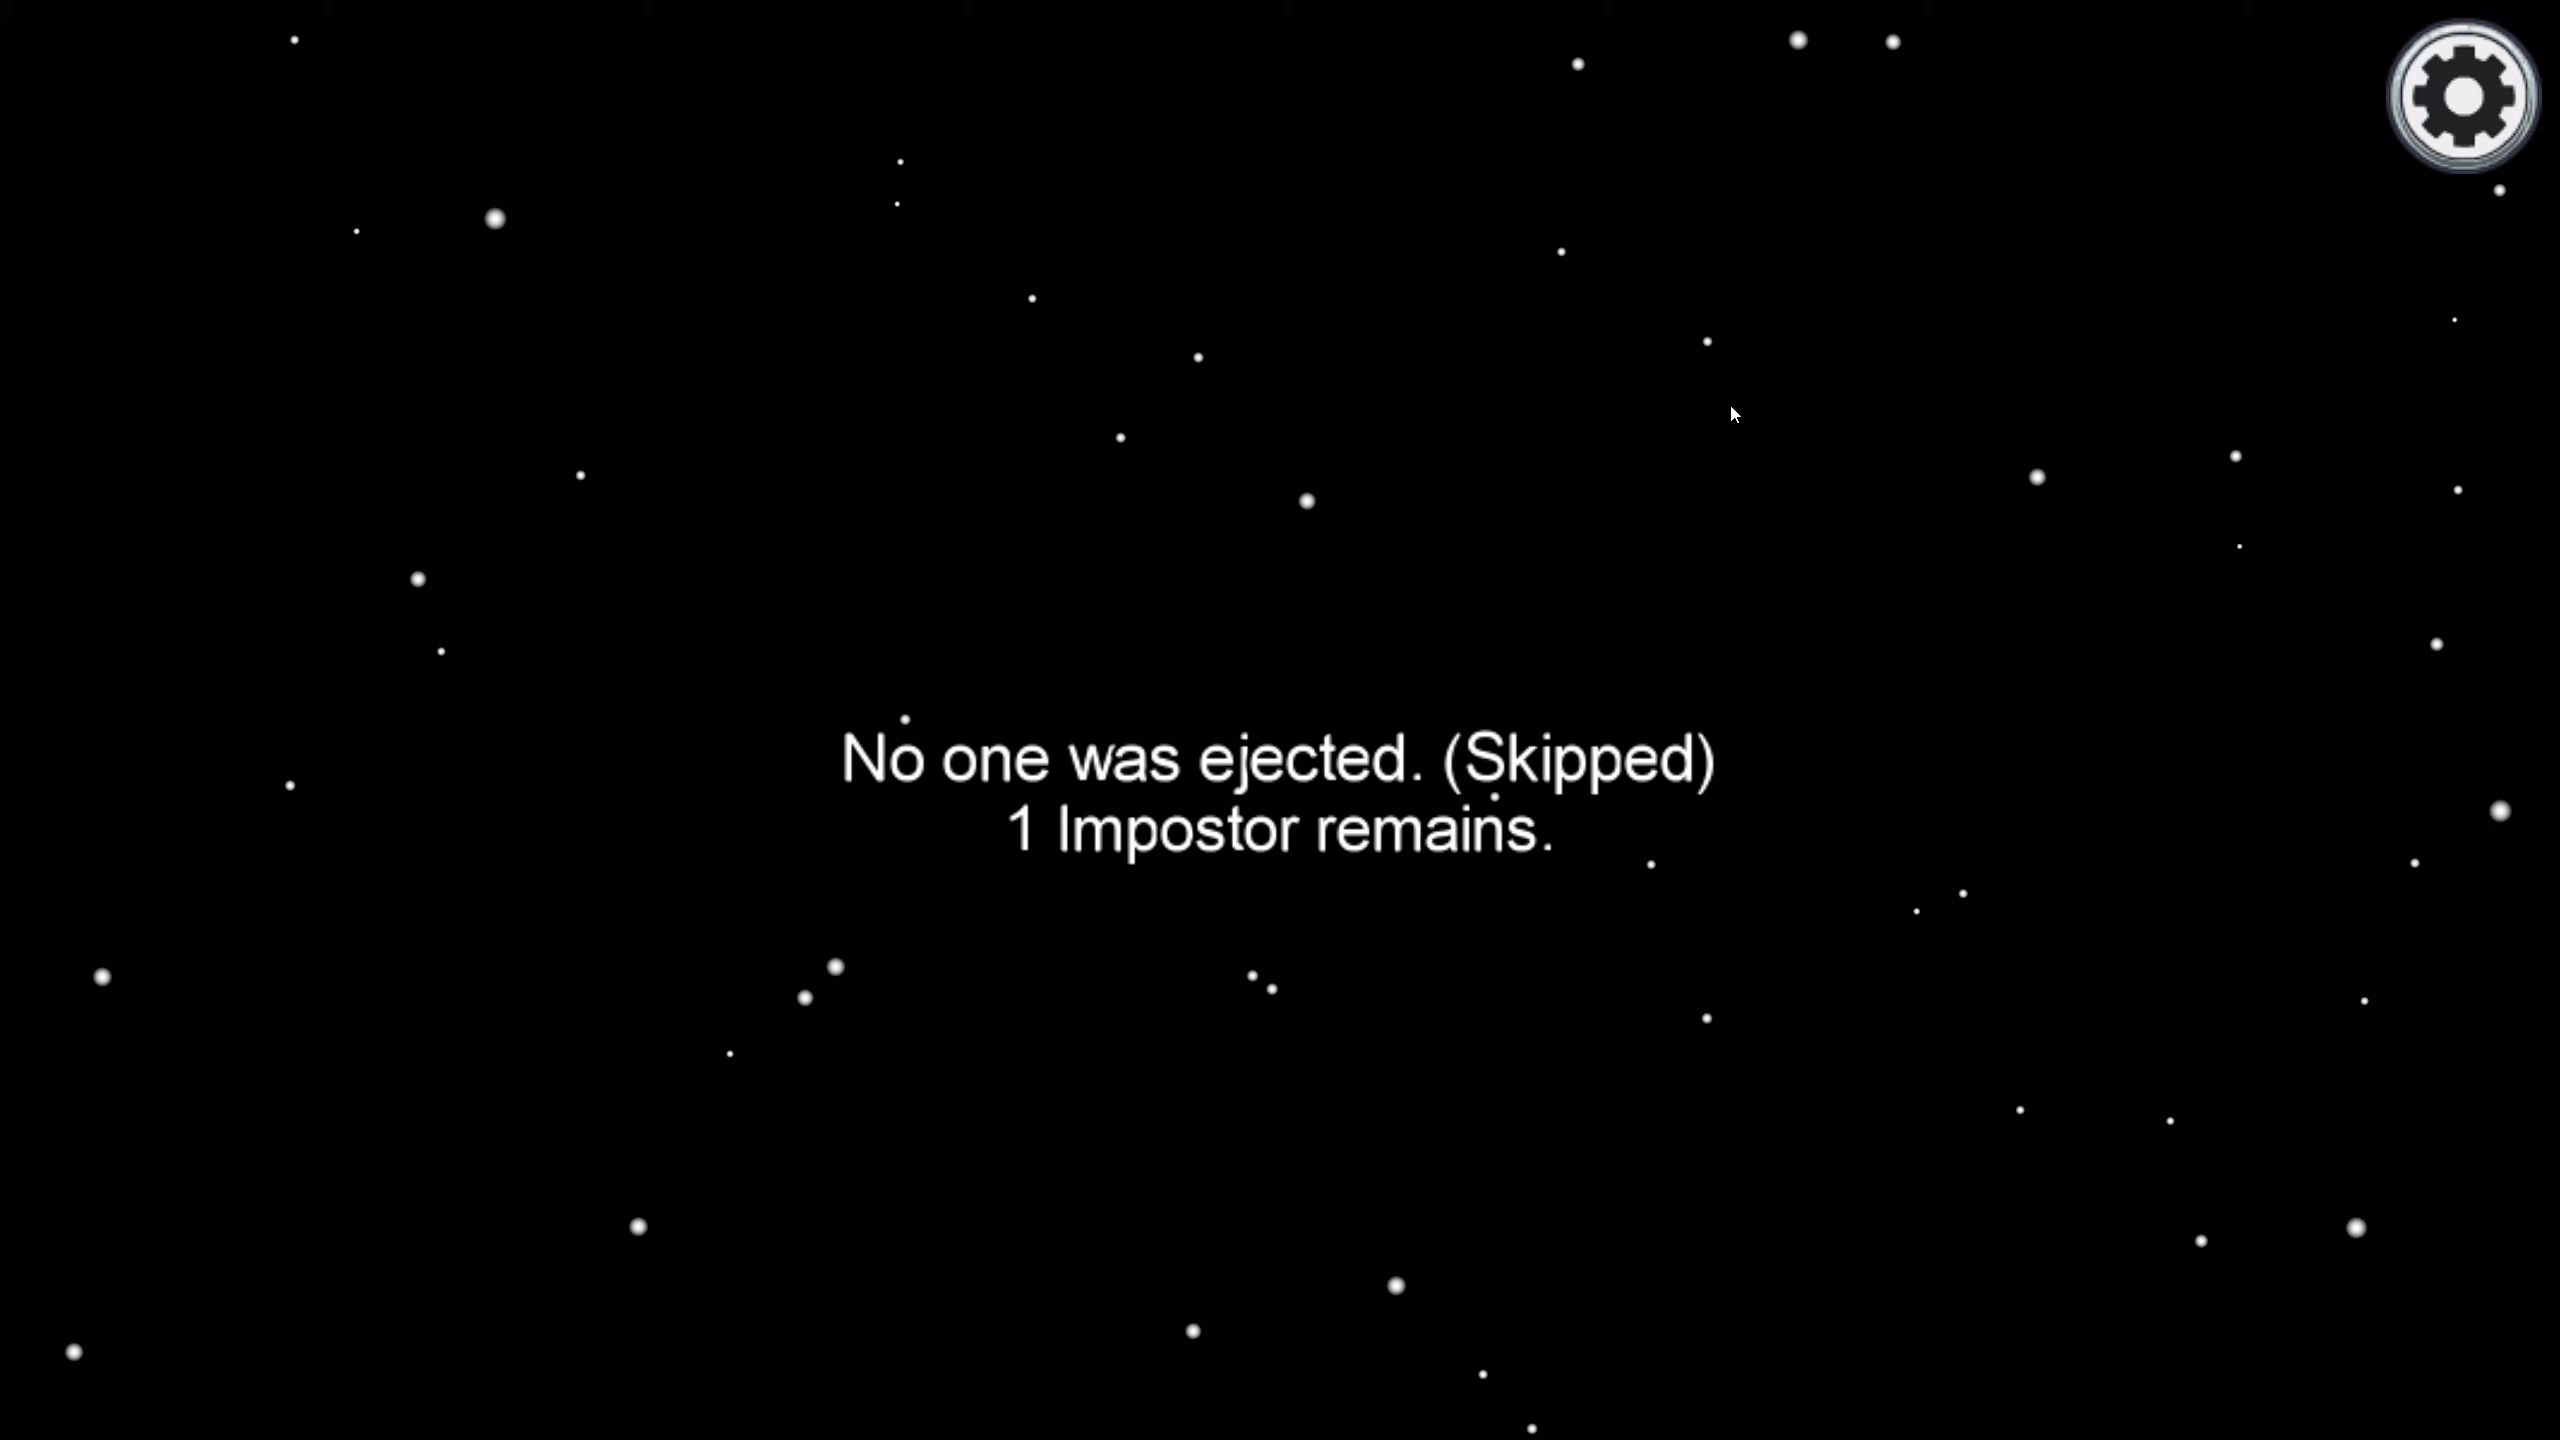 No one was ejected. (Skipped)
1 Impostor remains.